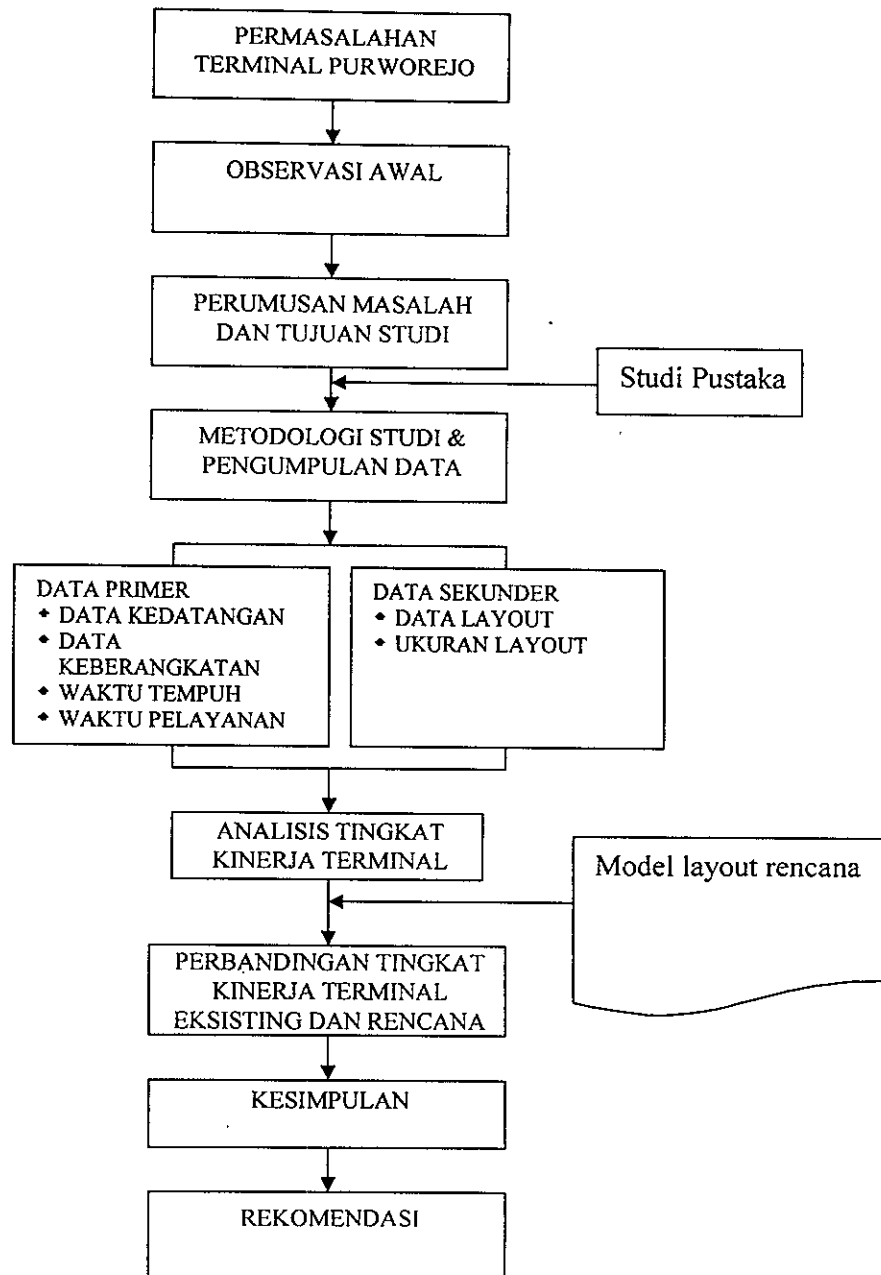 PERMASALAHAN
TERMINAL PURWOREJO
OBSERVASI AWAL
PERUMUSAN MASALAH
DAN TUJUAN STUDI
Studi Pustaka
METODOLOGI STUDI &
PENGUMPULAN DATA
DATA PRIMER
◆ DATA KEDATANGAN
◆ DATA
KEBERANGKATAN
◆ WAKTU TEMPUH
◆ WAKTU PELAYANAN
DATA SEKUNDER
◆ DATA LAYOUT
◆ UKURAN LAYOUT
ANALISIS TINGKAT
KINERJA TERMINAL
Model layout rencana
PERBANDINGAN TINGKAT
KINERJA TERMINAL
EKSISTING DAN RENCANA
KESIMPULAN
REKOMENDASI